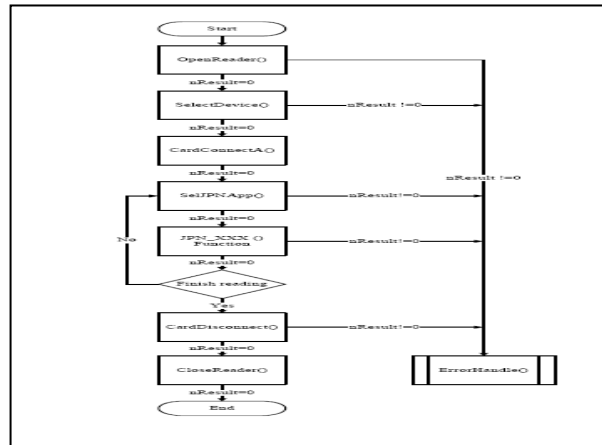 Start
OpenReader()
nResult=0
SelectDevice()
nResult !=0
nResult=0
CardConnectA()
nResult !=0
nResult=0
SelJPNApp()
nResult!=0
nResult=0
No
JPN_XXX ()
Function
nResult!=0
nResult=0
Finish reading
Yes
CardDisconnect()
nResult!=0
nResult=0
CloseReader()
ErrorHandle()
nResult=0
End